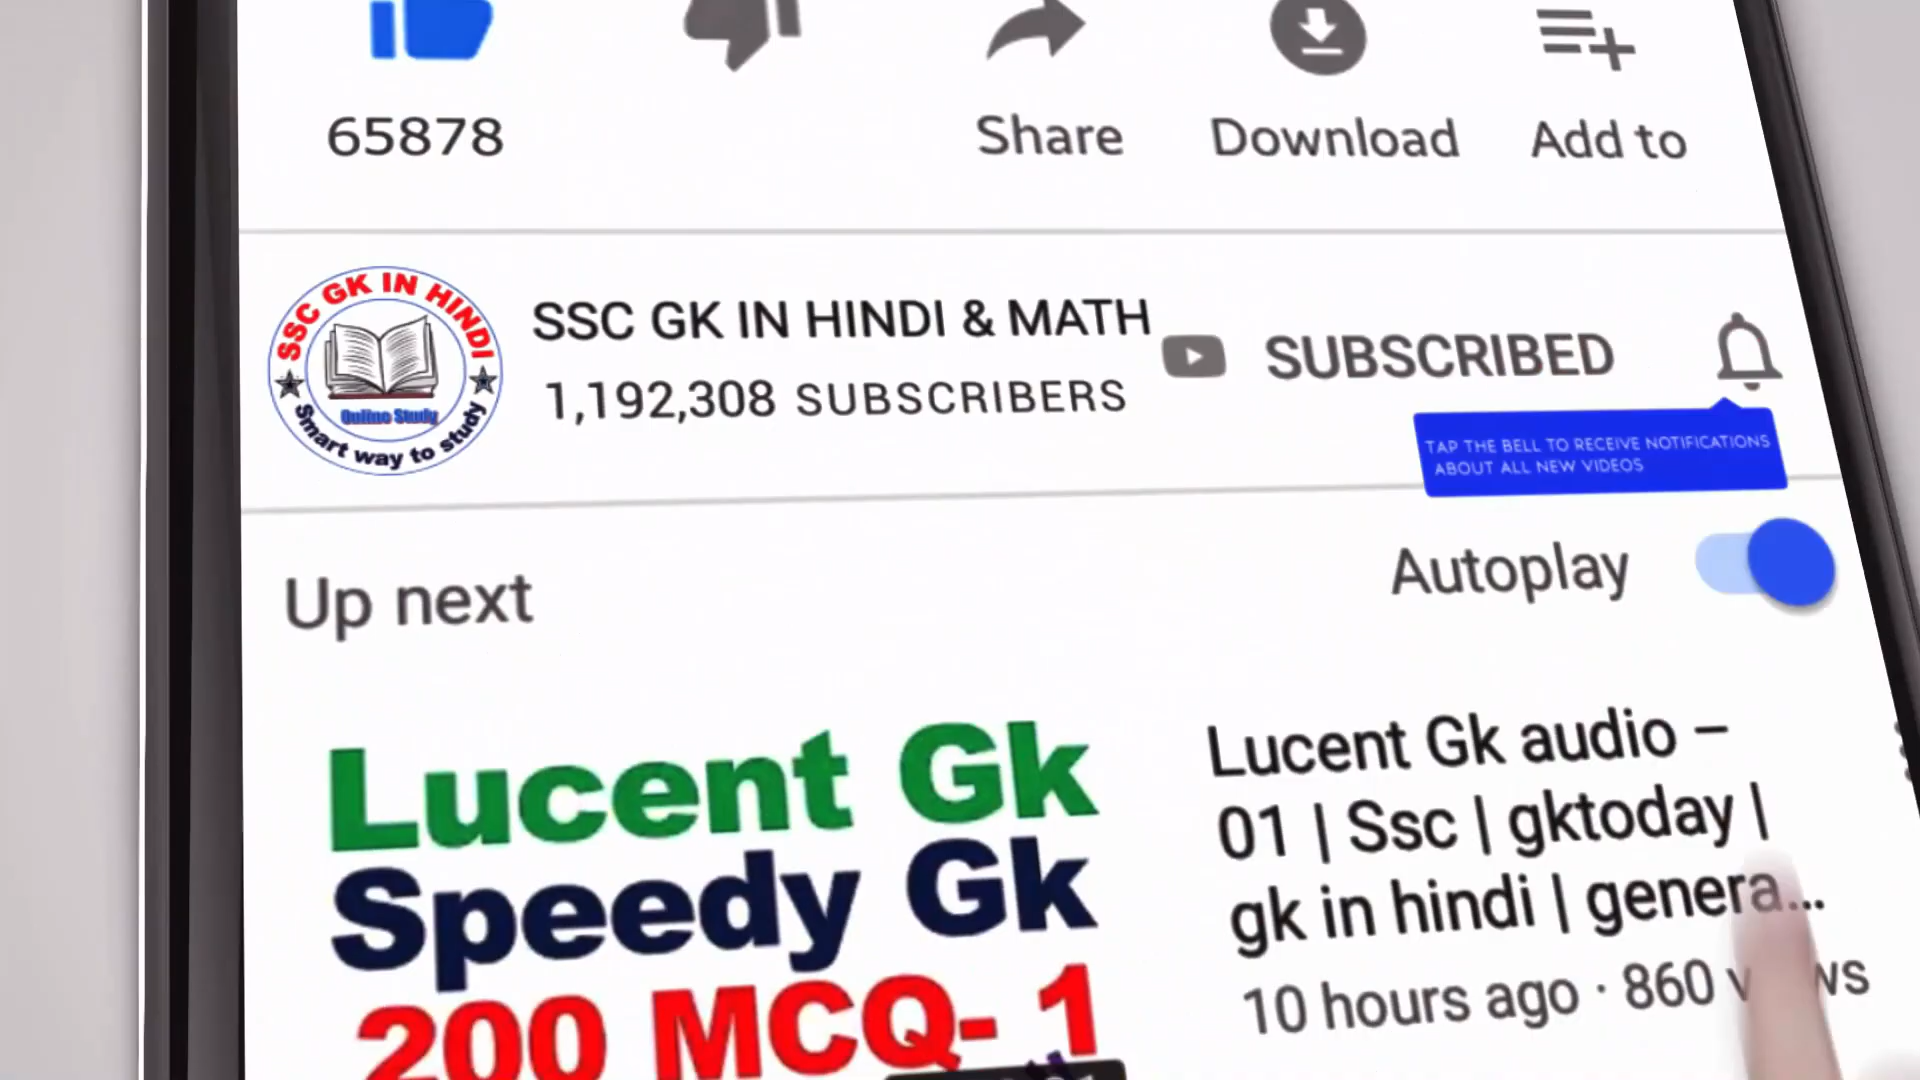 65878
Share
Download
Add to
SSC GK IN HINDI
Online Study
Smart way to study
SSC GK IN HINDI & MATH
1,192,308 SUBSCRIBERS
SUBSCRIBED
TAP THE BELL TO RECEIVE NOTIFICATIONS
ABOUT ALL NEW VIDEOS
Up next
Autoplay
Lucent Gk
Speedy Gk
200 MCQ- 1
Lucent Gk audio –
01 | Ssc | gktoday |
gk in hindi | genera...
10 hours ago · 860